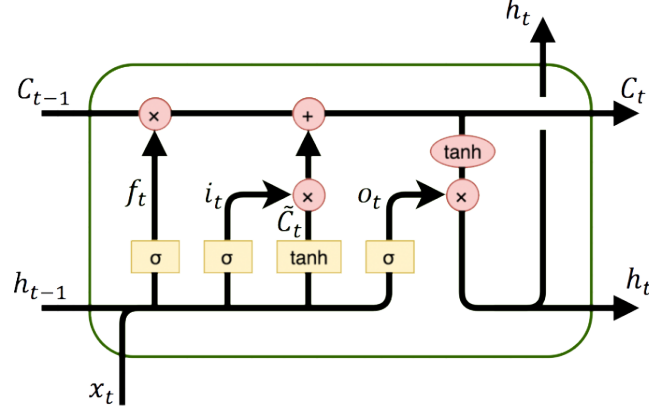 h_t
C_{t-1}
C_t
×
+
tanh
f_t
i_t
×
o_t
×
C̃_t
σ
σ
tanh
σ
h_{t-1}
h_t
x_t